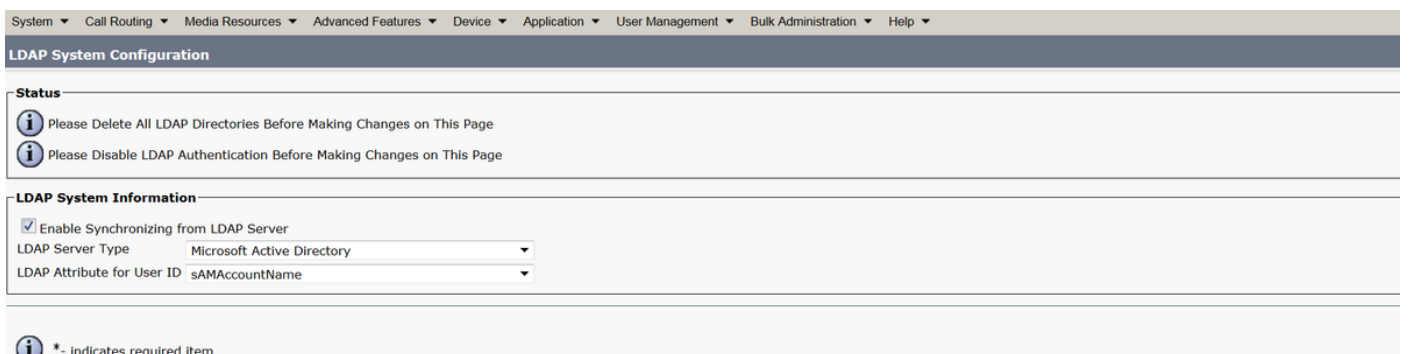 System Call Routing Media Resources Advanced Features Device Application User Management Bulk Administration Help
LDAP System Configuration
Status
Please Delete All LDAP Directories Before Making Changes on This Page
Please Disable LDAP Authentication Before Making Changes on This Page
LDAP System Information
Enable Synchronizing from LDAP Server
LDAP Server Type Microsoft Active Directory
LDAP Attribute for User ID sAMAccountName
*- indicates required item